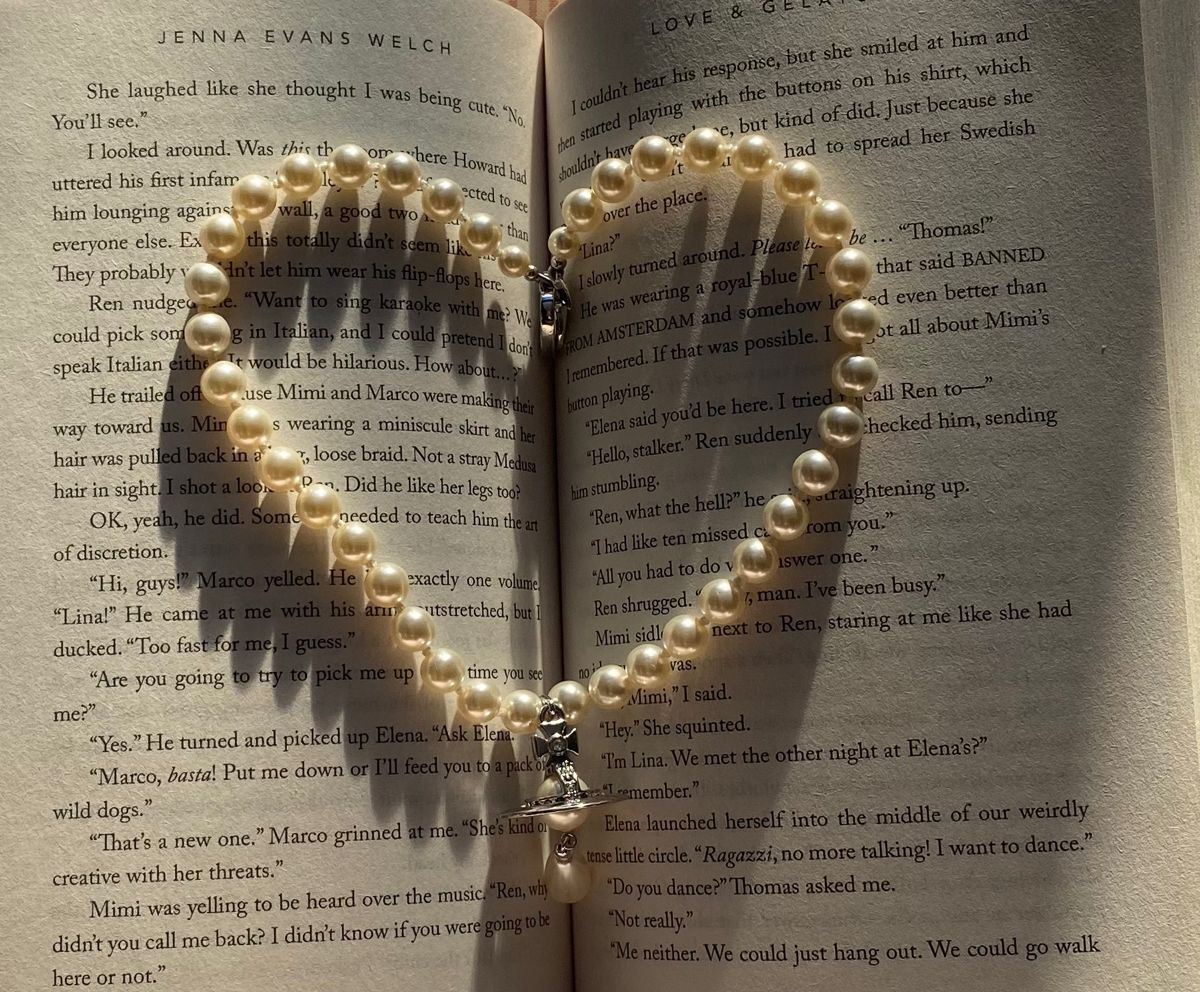 JENNA EVANS WELCH
She laughed like she thought I was being cute. “No.
You’ll see.”
I looked around. Was this where Howard had
uttered his first ected to see
him lounging wall, a good two than
everyone else. this totally didn’t seem
They probably let him wear his flip-flops here.
Ren nudged “Want to sing karaoke with me? We
could pick in Italian, and I could pretend I don’t
speak Italian It would be hilarious. How about…?”
He trailed off Mimi and Marco were making their
way toward us. wearing a miniscule skirt and her
hair was pulled back in a loose braid. Not a stray Medusa
hair in sight. I shot a Did he like her legs too?
OK, yeah, he did. needed to teach him the art
of discretion.
“Hi, guys!” Marco yelled. He exactly one volume.
“Lina!” He came at me with his outstretched, but I
ducked. “Too fast for me, I guess.”
“Are you going to try to pick me up time you see
me?”
“Yes.” He turned and picked up Elena. “Ask Elena.
“Marco, basta! Put me down or I’ll feed you to a pack of
wild dogs.”
“That’s a new one.” Marco grinned at me. “She’s kind of
creative with her threats.”
Mimi was yelling to be heard over the music. “Ren, why
didn’t you call me back? I didn’t know if you were going to be
here or not.”
LOVE &
I couldn’t hear his response, but she smiled at him and
then started playing with the buttons on his shirt, which
shouldn’t have but kind of did. Just because she
had to spread her Swedish
over the place.
“Lina?”
I slowly turned around. Please be … “Thomas!”
He was wearing a royal-blue that said BANNED
FROM AMSTERDAM and somehow even better than
I remembered. If that was possible. I all about Mimi’s
button playing.
“Elena said you’d be here. I tried call Ren to—”
“Hello, stalker.” Ren suddenly checked him, sending
him stumbling.
“Ren, what the hell?” he straightening up.
“I had like ten missed from you.”
“All you had to do one.”
Ren shrugged. man. I’ve been busy.”
Mimi next to Ren, staring at me like she had
Mimi,” I said.
“Hey.” She squinted.
“I’m Lina. We met the other night at Elena’s?”
“I remember.”
Elena launched herself into the middle of our weirdly
tense little circle. “Ragazzi, no more talking! I want to dance.”
“Do you dance?” Thomas asked me.
“Not really.”
“Me neither. We could just hang out. We could go walk